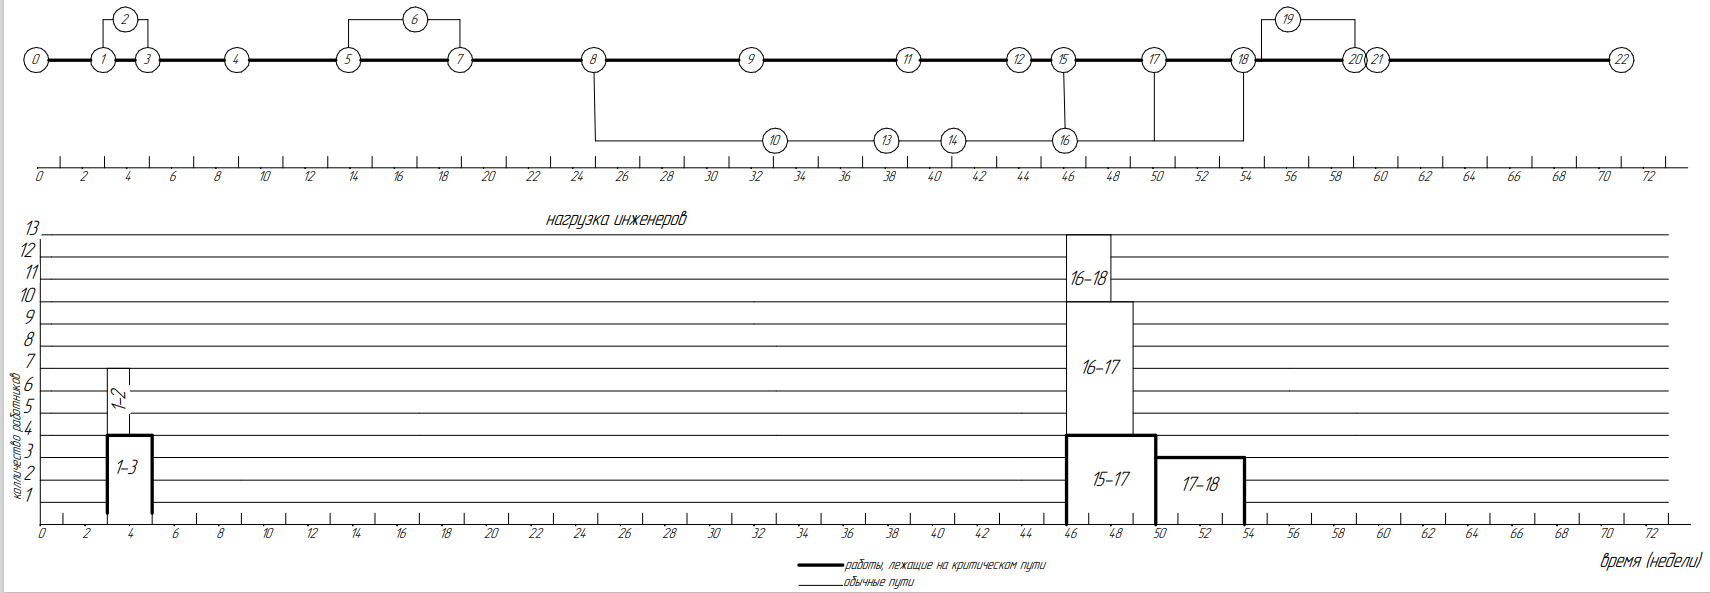 2 6 19
0 1 3 4 5 7 8 9 11 12 15 17 18 20 21 22
10 13 14 16
0 2 4 6 8 10 12 14 16 18 20 22 24 26 28 30 32 34 36 38 40 42 44 46 48 50 52 54 56 58 60 62 64 66 68 70 72
нагрузка инженеров
13
12
11
16-18
10
9
8
7
16-17
6
1-2
5
4
3
1-3
2
15-17
17-18
1
колличество работников
0 2 4 6 8 10 12 14 16 18 20 22 24 26 28 30 32 34 36 38 40 42 44 46 48 50 52 54 56 58 60 62 64 66 68 70 72
время (недели)
работы, лежащие на критическом пути
обычные пути